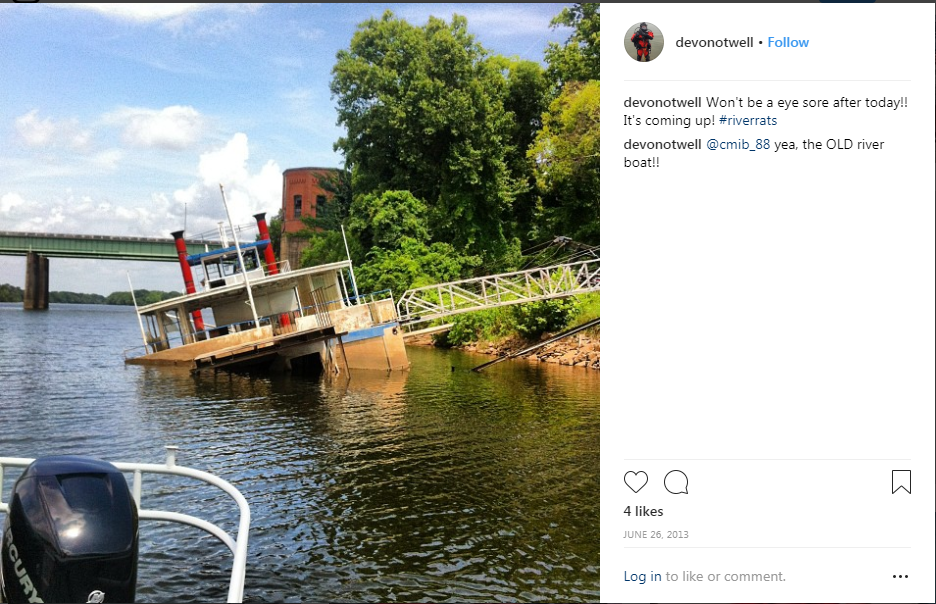 devonotwell • Follow
devonotwell Won't be a eye sore after today!!
It's coming up! #riverrats
devonotwell @cmib_88 yea, the OLD river
boat!!
4 likes
JUNE 26, 2013
Log in to like or comment.
MERCURY